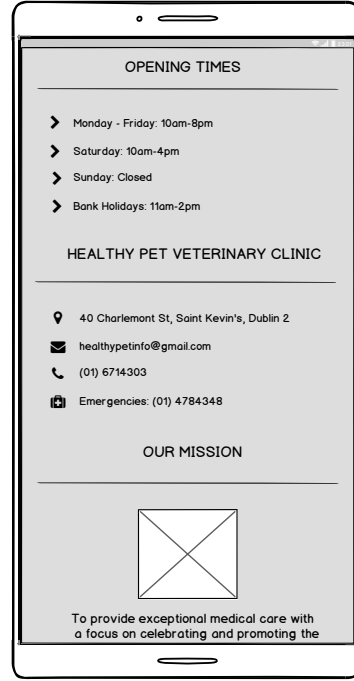 OPENING TIMES
Monday - Friday: 10am-8pm
Saturday: 10am-4pm
Sunday: Closed
Bank Holidays: 11am-2pm
HEALTHY PET VETERINARY CLINIC
40 Charlemont St, Saint Kevin's, Dublin 2
healthypetinfo@gmail.com
(01) 6714303
Emergencies: (01) 4784348
OUR MISSION
To provide exceptional medical care with
a focus on celebrating and promoting the